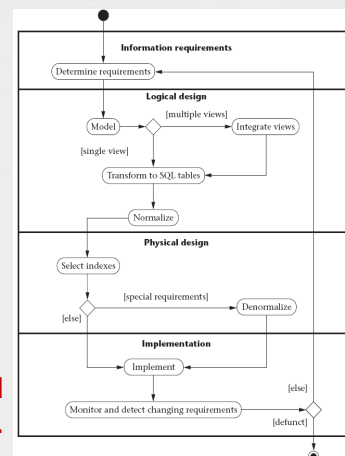 Information requirements
Determine requirements
Logical design
[multiple views]
Model
Integrate views
[single view]
Transform to SQL tables
Normalize
Physical design
Select indexes
[special requirements]
Denormalize
[else]
Implementation
Implement
[else]
Monitor and detect changing requirements
[defunct]